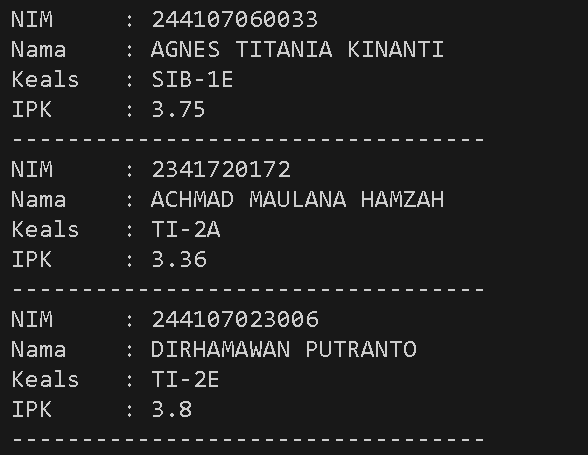 NIM     : 244107060033
Nama    : AGNES TITANIA KINANTI
Keals   : SIB-1E
IPK     : 3.75
----------------------------------
NIM     : 2341720172
Nama    : ACHMAD MAULANA HAMZAH
Keals   : TI-2A
IPK     : 3.36
----------------------------------
NIM     : 244107023006
Nama    : DIRHAMAWAN PUTRANTO
Keals   : TI-2E
IPK     : 3.8
----------------------------------